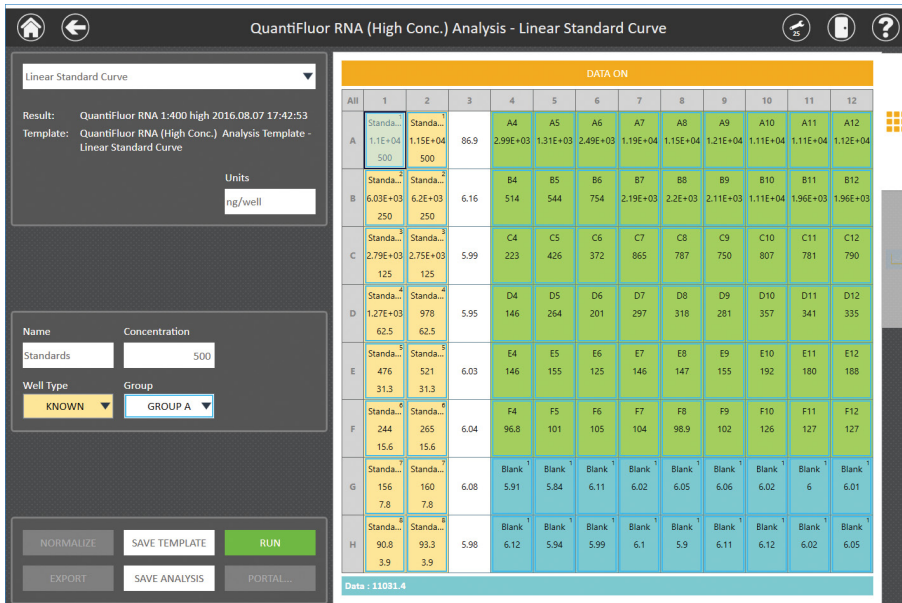 QuantiFluor RNA (High Conc.) Analysis - Linear Standard Curve
25
?
Linear Standard Curve
Result: QuantiFluor RNA 1:400 high 2016.08.07 17:42:53
Template: QuantiFluor RNA (High Conc.) Analysis Template -
Linear Standard Curve
Units
ng/well
Name Concentration
Standards 500
Well Type Group
KNOWN GROUP A
NORMALIZE SAVE TEMPLATE RUN
EXPORT SAVE ANALYSIS PORTAL...
DATA ON
All 1 2 3 4 5 6 7 8 9 10 11 12
Standa... 1 Standa... 1 A4 A5 A6 A7 A8 A9 A10 A11 A12
A 1.1E+04 1.15E+04 86.9 2.99E+03 1.31E+03 2.49E+03 1.19E+04 1.15E+04 1.21E+04 1.11E+04 1.11E+04 1.12E+04
500 500
Standa... 2 Standa... 2 B4 B5 B6 B7 B8 B9 B10 B11 B12
B 6.03E+03 6.2E+03 6.16 514 544 754 2.19E+03 2.2E+03 2.11E+03 1.11E+04 1.96E+03 1.96E+03
250 250
Standa... 3 Standa... 3 C4 C5 C6 C7 C8 C9 C10 C11 C12
C 2.79E+03 2.75E+03 5.99 223 426 372 865 787 750 807 781 790
125 125
Standa... 4 Standa... 4 D4 D5 D6 D7 D8 D9 D10 D11 D12
D 1.27E+03 978 5.95 146 264 201 297 318 281 357 341 335
62.5 62.5
Standa... 5 Standa... 5 E4 E5 E6 E7 E8 E9 E10 E11 E12
E 476 521 6.03 146 155 125 146 147 155 192 180 188
31.3 31.3
Standa... 6 Standa... 6 F4 F5 F6 F7 F8 F9 F10 F11 F12
F 244 265 6.04 96.8 101 105 104 98.9 102 126 127 127
15.6 15.6
Standa... 7 Standa... 7 Blank 1 Blank 1 Blank 1 Blank 1 Blank 1 Blank 1 Blank 1 Blank 1 Blank 1
G 156 160 6.08 5.91 5.84 6.11 6.02 6.05 6.06 6.02 6 6.01
7.8 7.8
Standa... 8 Standa... 8 Blank 1 Blank 1 Blank 1 Blank 1 Blank 1 Blank 1 Blank 1 Blank 1 Blank 1
H 90.8 93.3 5.98 6.12 5.94 5.99 6.1 5.9 6.11 6.12 6.02 6.05
3.9 3.9
Data : 11031.4